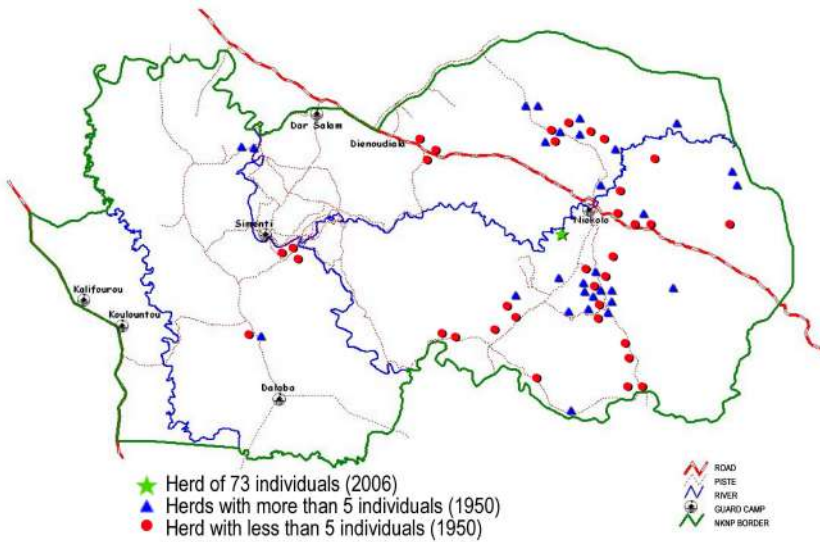 Dar Salam
Dienoudiala
Niokolo
Simenti
Kalifourou
Koulountou
Dalaba
Herd of 73 individuals (2006)
Herds with more than 5 individuals (1950)
Herd with less than 5 individuals (1950)
ROAD
PISTE
RIVER
GUARD CAMP
NKNP BORDER